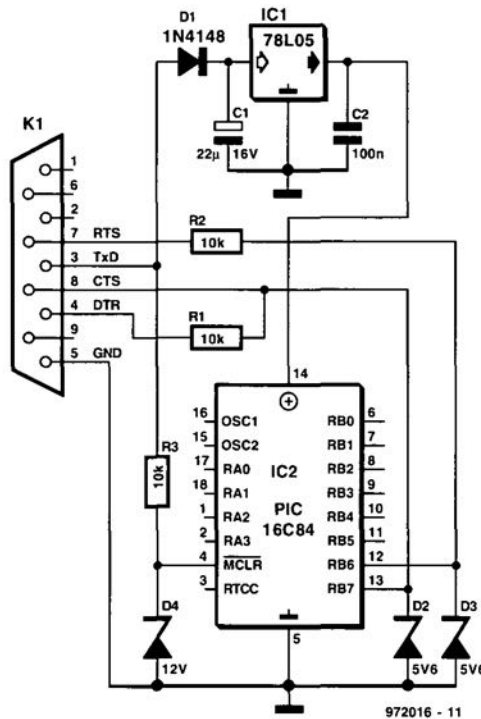 D1
1N4148
IC1
78L05
C1
22µ 16V
C2
100n
K1
1
6
2
7 RTS
3 TxD
8 CTS
4 DTR
9
5 GND
R2
10k
R1
10k
R3
10k
14
16 OSC1
15 OSC2
17 RA0
18 RA1
1 RA2
2 RA3
4 MCLR
3 RTCC
IC2
PIC
16C84
RB0 6
RB1 7
RB2 8
RB3 9
RB4 10
RB5 11
RB6 12
RB7 13
5
D4
12V
D2
5V6
D3
5V6
972016 - 11